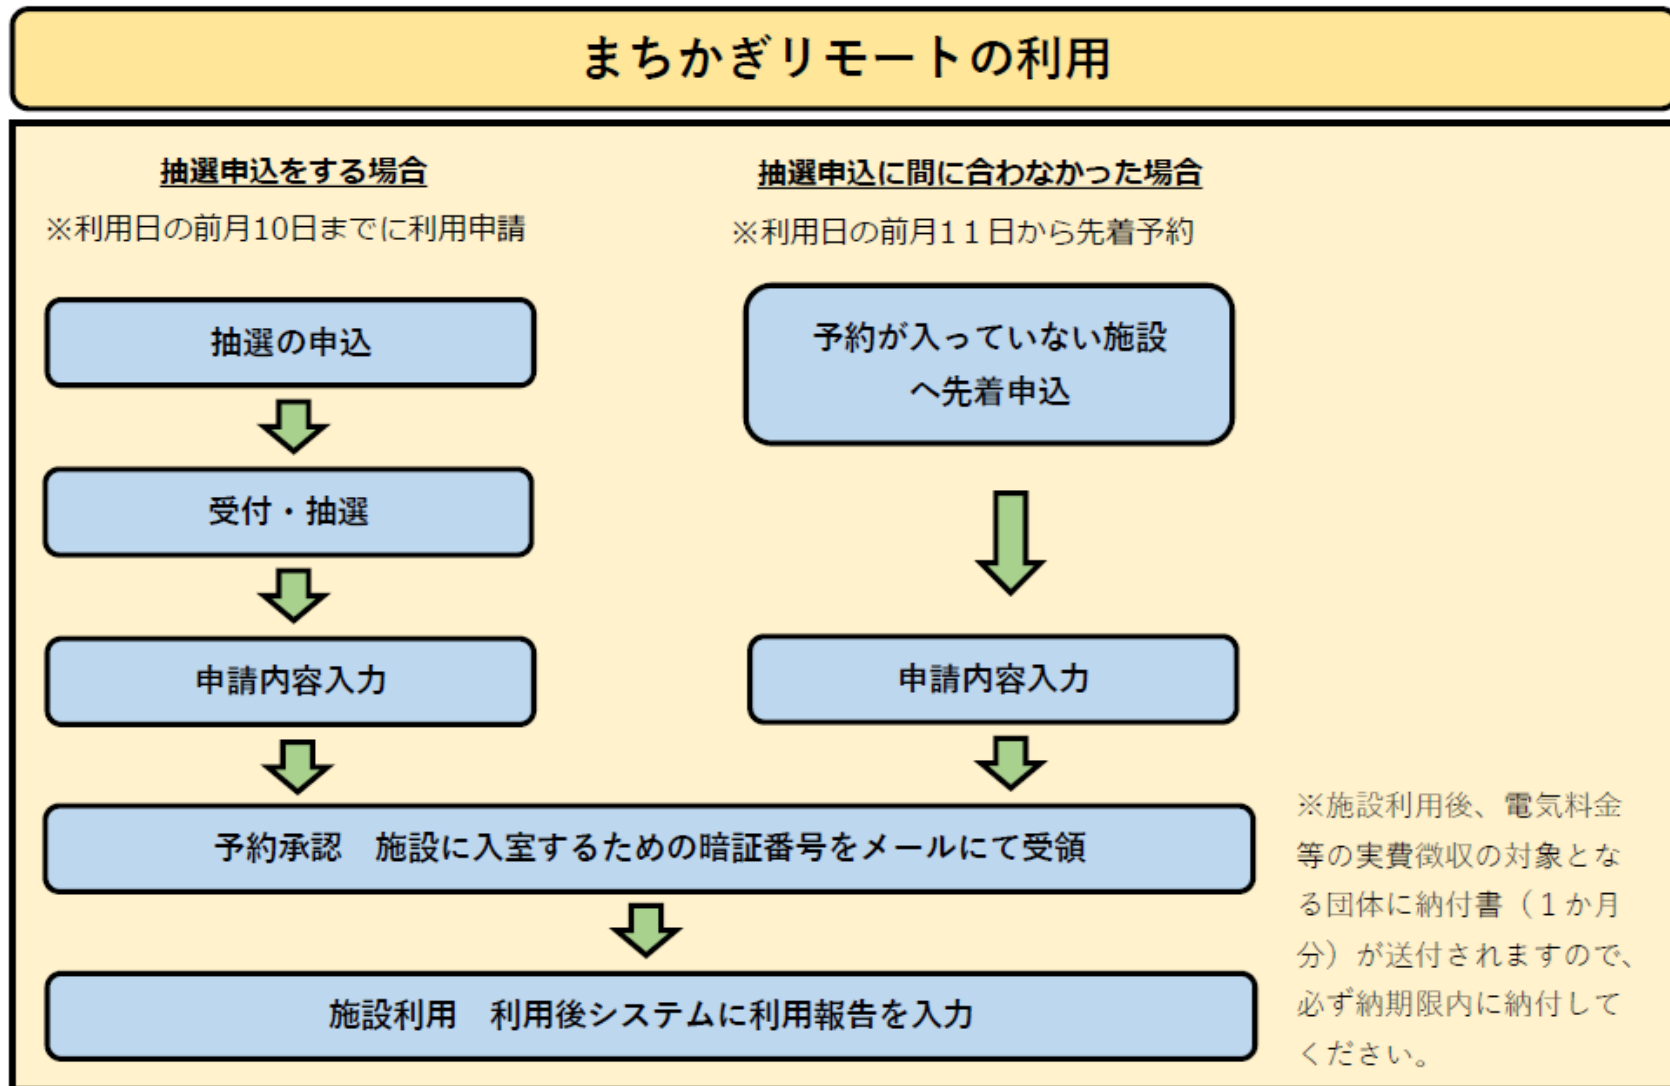 まちかぎリモートの利用
抽選申込をする場合
※利用日の前月10日までに利用申請
抽選の申込
受付・抽選
申請内容入力
抽選申込に間に合わなかった場合
※利用日の前月11日から先着予約
予約が入っていない施設
へ先着申込
申請内容入力
予約承認　施設に入室するための暗証番号をメールにて受領
施設利用　利用後システムに利用報告を入力
※施設利用後、電気料金
等の実費徴収の対象とな
る団体に納付書（１か月
分）が送付されますので、
必ず納期限内に納付して
ください。